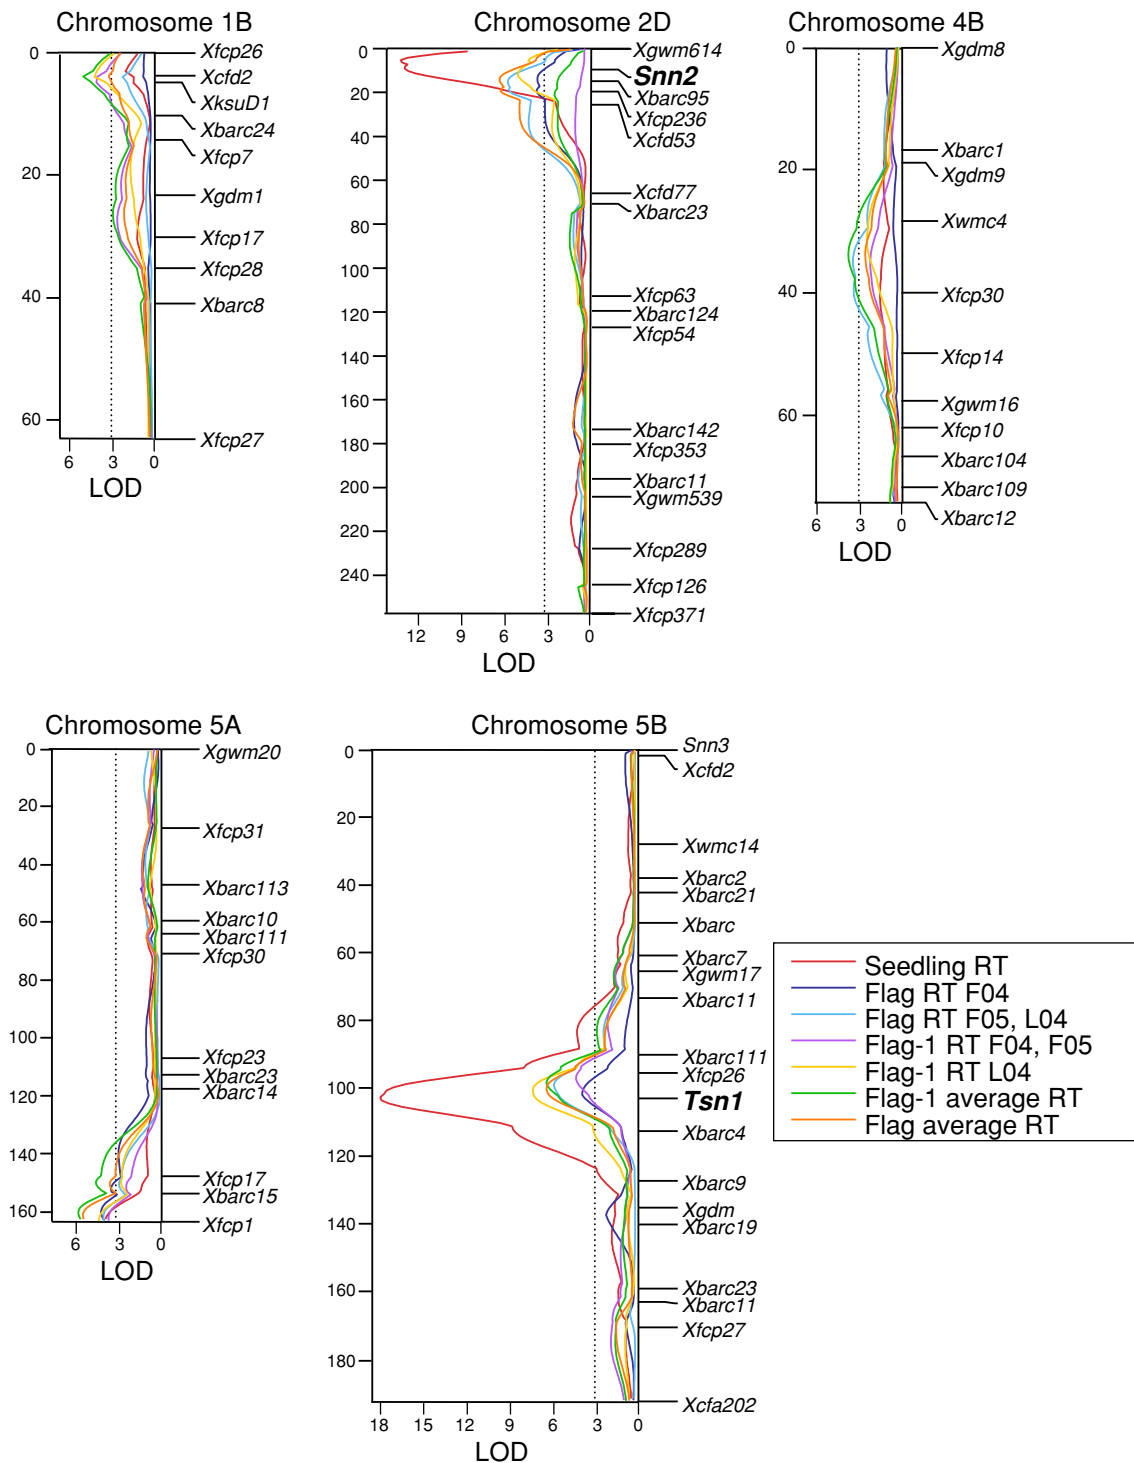 Chromosome 1B
0
20
40
60
6 3 0
LOD
Xfcp26
Xcfd2
XksuD1
Xbarc24
Xfcp7
Xgdm1
Xfcp17
Xfcp28
Xbarc8
Xfcp27
Chromosome 2D
0
20
40
60
80
100
120
140
160
180
200
220
240
12 9 6 3 0
LOD
Xgwm614
Snn2
Xbarc95
Xfcp236
Xcfd53
Xcfd77
Xbarc23
Xfcp63
Xbarc124
Xfcp54
Xbarc142
Xfcp353
Xbarc11
Xgwm539
Xfcp289
Xfcp126
Xfcp371
Chromosome 4B
0
20
40
60
6 3 0
LOD
Xgdm8
Xbarc1
Xgdm9
Xwmc4
Xfcp30
Xfcp14
Xgwm16
Xfcp10
Xbarc104
Xbarc109
Xbarc12
Chromosome 5A
0
20
40
60
80
100
120
140
160
6 3 0
LOD
Xgwm20
Xfcp31
Xbarc113
Xbarc10
Xbarc111
Xfcp30
Xfcp23
Xbarc23
Xbarc14
Xfcp17
Xbarc15
Xfcp1
Chromosome 5B
0
20
40
60
80
100
120
140
160
180
18 15 12 9 6 3 0
LOD
Snn3
Xcfd2
Xwmc14
Xbarc2
Xbarc21
Xbarc
Xbarc7
Xgwm17
Xbarc11
Xbarc111
Xfcp26
Tsn1
Xbarc4
Xbarc9
Xgdm
Xbarc19
Xbarc23
Xbarc11
Xfcp27
Xcfa202
Seedling RT
Flag RT F04
Flag RT F05, L04
Flag-1 RT F04, F05
Flag-1 RT L04
Flag-1 average RT
Flag average RT